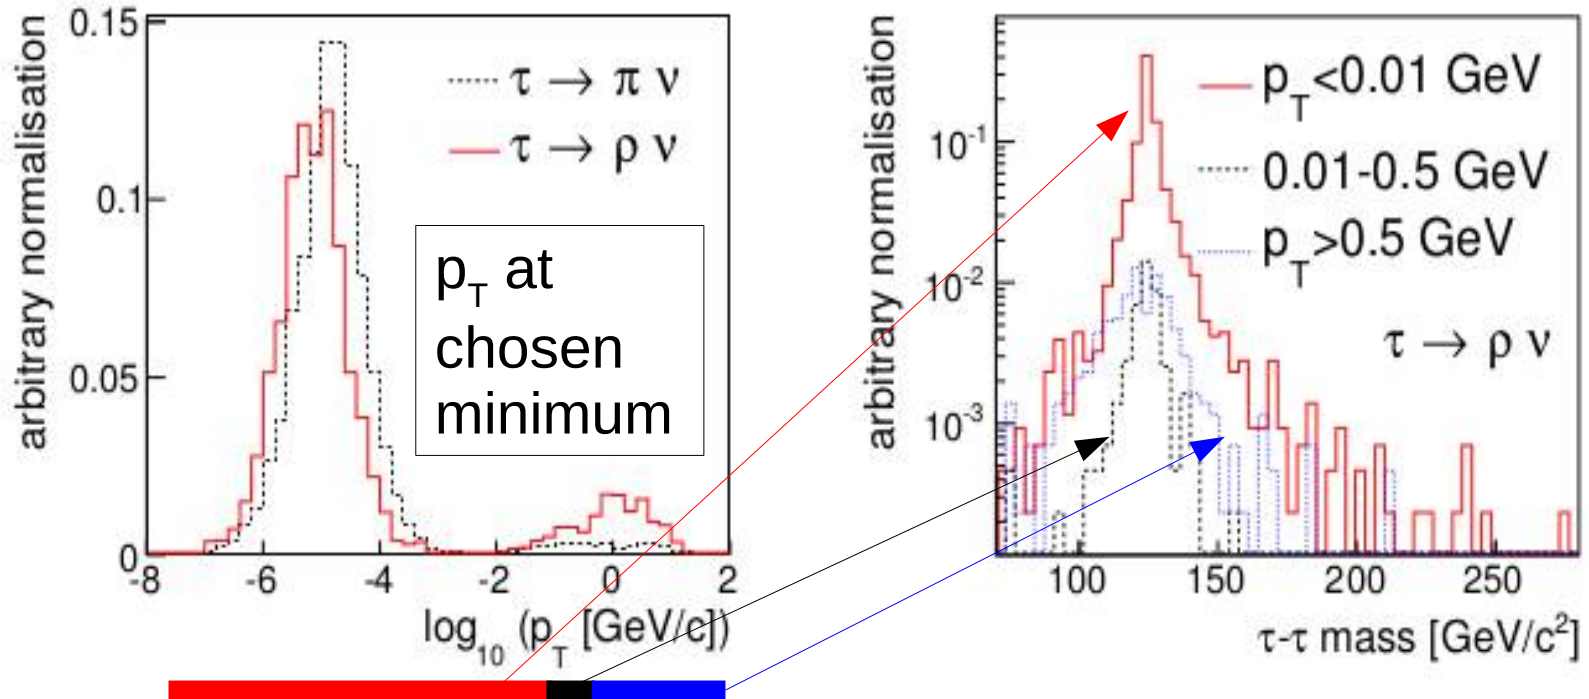 arbitrary normalisation
0.15
0.1
0.05
0
τ → π ν
τ → ρ ν
p_T at
chosen
minimum
-8 -6 -4 -2 0 2
log_10 (p_T [GeV/c])
arbitrary normalisation
10^-1
10^-2
10^-3
p_T<0.01 GeV
0.01-0.5 GeV
p_T>0.5 GeV
τ → ρ ν
100 150 200 250
τ-τ mass [GeV/c^2]